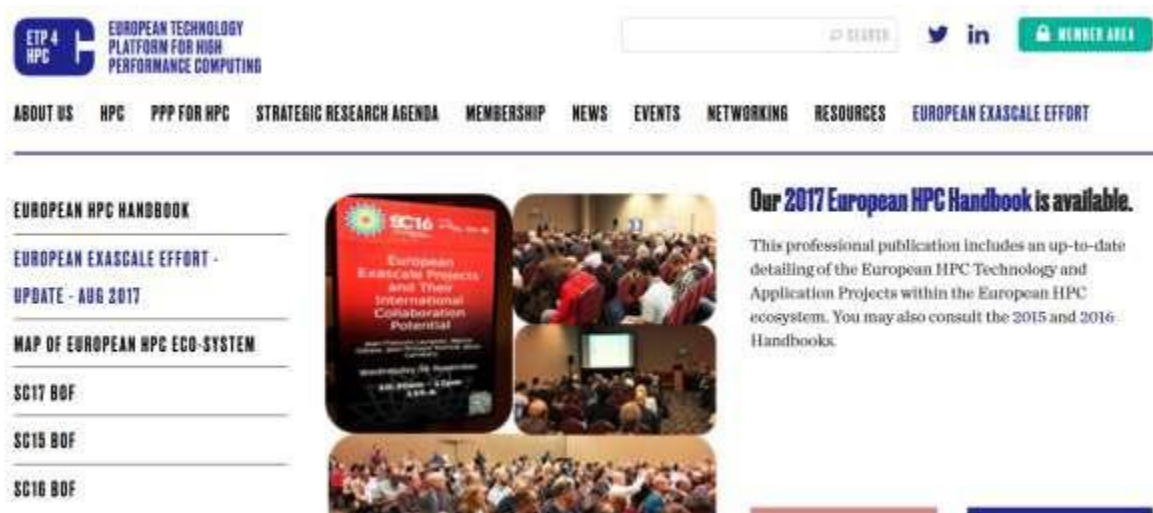 ETP 4
HPC
EUROPEAN TECHNOLOGY
PLATFORM FOR HIGH
PERFORMANCE COMPUTING
SEARCH
in
MEMBER AREA
ABOUT US HPC PPP FOR HPC STRATEGIC RESEARCH AGENDA MEMBERSHIP NEWS EVENTS NETWORKING RESOURCES EUROPEAN EXASCALE EFFORT
EUROPEAN HPC HANDBOOK
EUROPEAN EXASCALE EFFORT -
UPDATE - AUG 2017
MAP OF EUROPEAN HPC ECO-SYSTEM
SC17 BOF
SC15 BOF
SC16 BOF
SC16
European
Exascale Projects
and Their
International
Collaboration
Potential
Our 2017 European HPC Handbook is available.
This professional publication includes an up-to-date
detailing of the European HPC Technology and
Application Projects within the European HPC
ecosystem. You may also consult the 2015 and 2016
Handbooks.